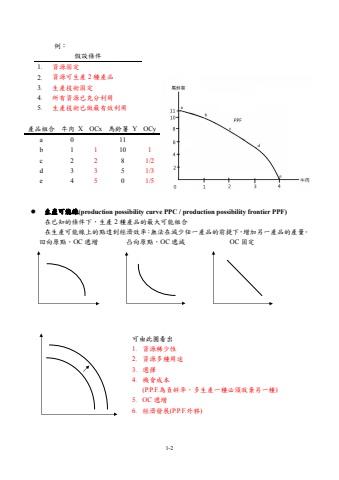 例：
假設條件
1. 資源固定
2. 資源可生產 2 種產品
3. 生產技術固定
4. 所有資源已充分利用
5. 生產技術已做最有效利用
馬鈴薯
11
10
8
6
4
2
0 1 2 3 4
a
b
c
d
e
PPF
牛肉
產品組合 牛肉 X OCx 馬鈴薯 Y OCy
a 0 11
b 1 1 10 1
c 2 2 8 1/2
d 3 3 5 1/3
e 4 5 0 1/5
● 生產可能線(production possibility curve PPC / production possibility frontier PPF)
在已知的條件下，生產 2 種產品的最大可能組合
在生產可能線上的點達到經濟效率：無法在減少任一產品的前提下，增加另一產品的產量。
凹向原點，OC 遞增 凸向原點，OC 遞減 OC 固定
可由此圖看出
1. 資源稀少性
2. 資源多種用途
3. 選擇
4. 機會成本
(P.P.F.為負斜率，多生產一種必須放棄另一種)
5. OC 遞增
6. 經濟發展(P.P.F.外移)
1-2